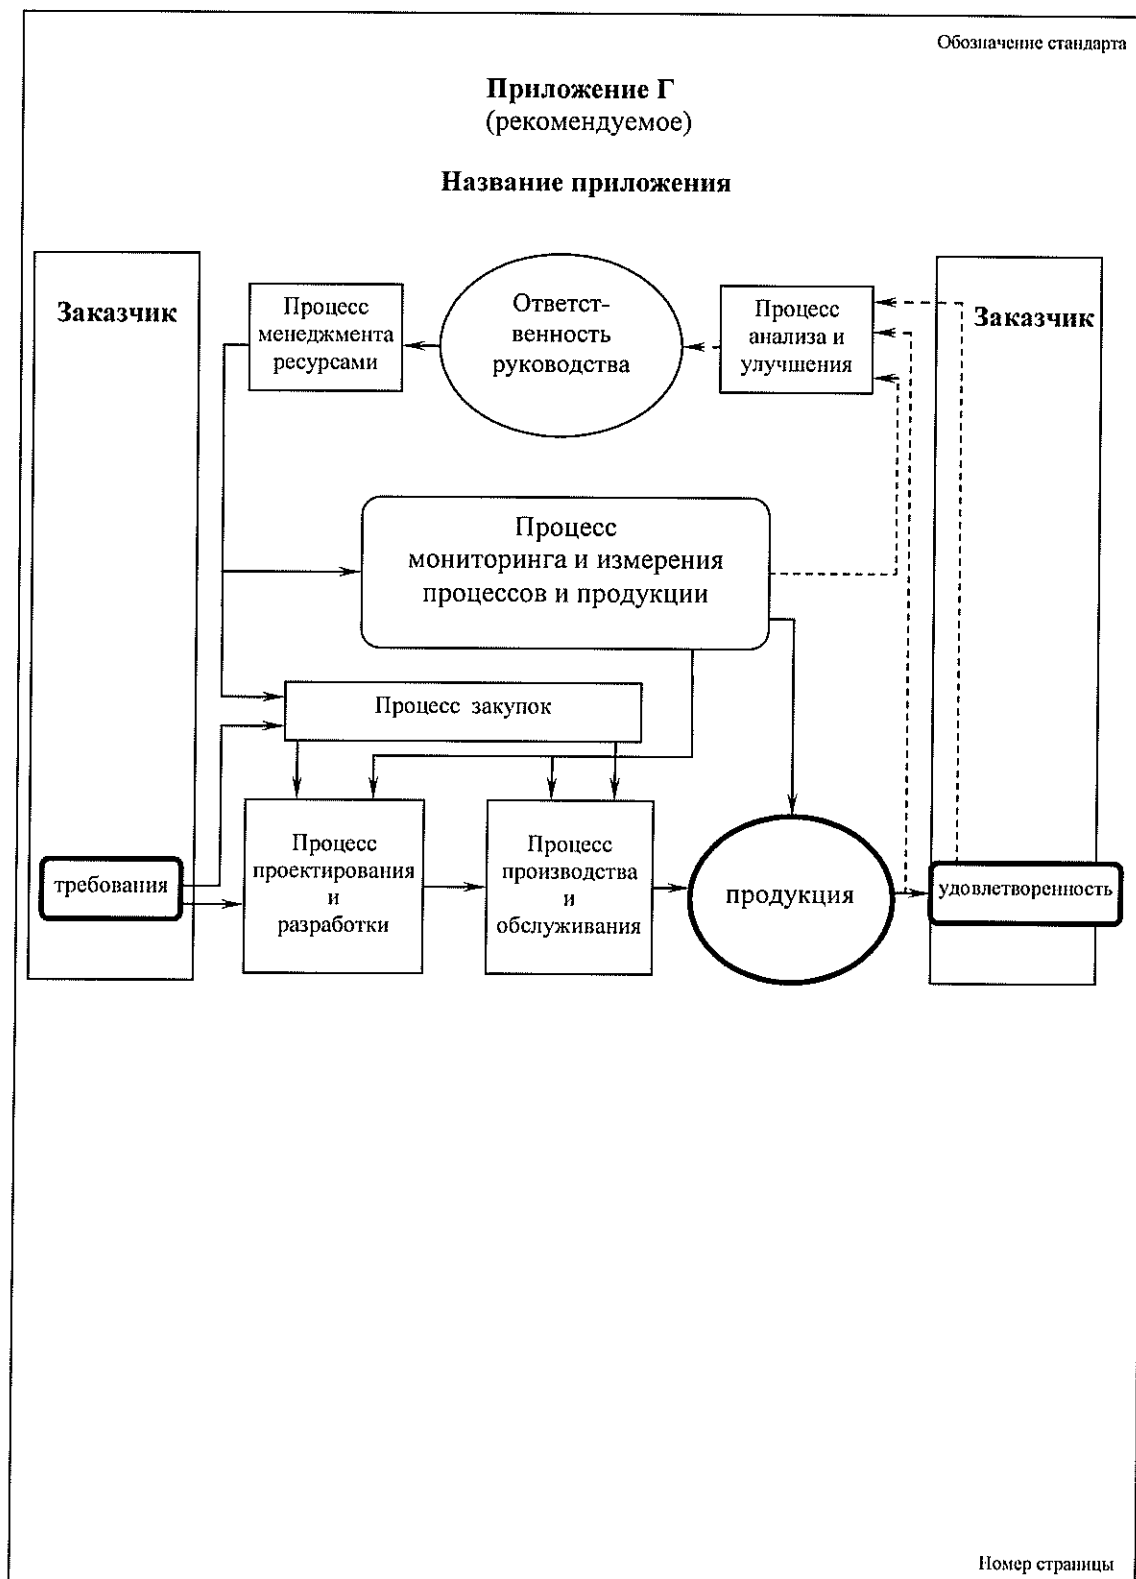 Обозначение стандарта
Приложение Г
(рекомендуемое)
Название приложения
Заказчик
Процесс
менеджмента
ресурсами
Ответст-
венность
руководства
Процесс
анализа и
улучшения
Заказчик
Процесс
мониторинга и измерения
процессов и продукции
Процесс закупок
требования
Процесс
проектирования
и
разработки
Процесс
производства
и
обслуживания
продукция
удовлетворенность
Номер страницы